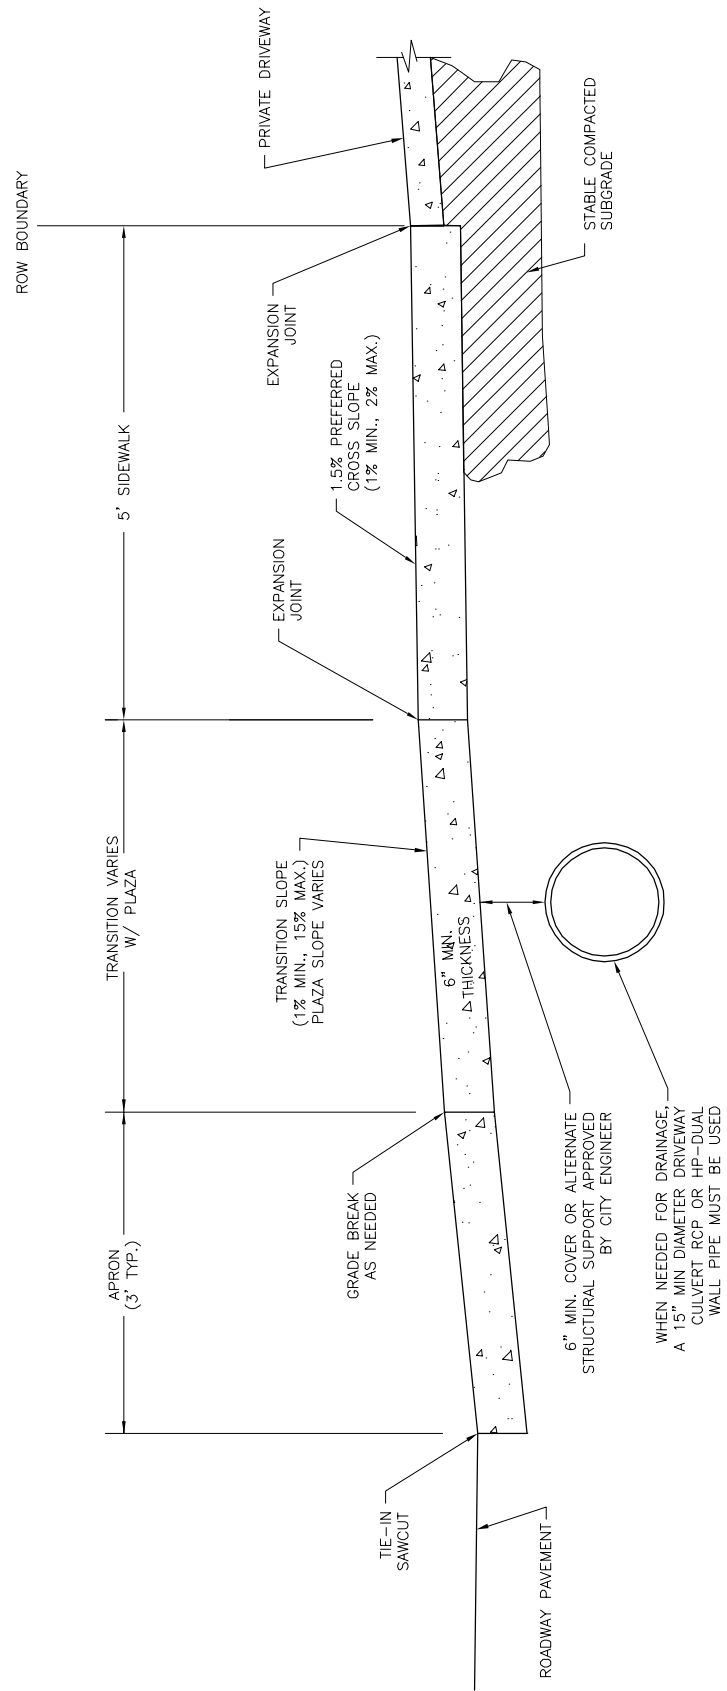 ROW BOUNDARY
5' SIDEWALK
TRANSITION VARIES
W/ PLAZA
APRON
(3' TYP.)
PRIVATE DRIVEWAY
EXPANSION
JOINT
1.5% PREFERRED
CROSS SLOPE
(1% MIN., 2% MAX.)
EXPANSION
JOINT
TRANSITION SLOPE
(1% MIN., 15% MAX.)
PLAZA SLOPE VARIES
GRADE BREAK
AS NEEDED
TIE-IN
SAWCUT
6" MIN.
THICKNESS
STABLE COMPACTED
SUBGRADE
6" MIN. COVER OR ALTERNATE
STRUCTURAL SUPPORT APPROVED
BY CITY ENGINEER
WHEN NEEDED FOR DRAINAGE,
A 15" MIN DIAMETER DRIVEWAY
CULVERT RCP OR HP-DUAL
WALL PIPE MUST BE USED
ROADWAY PAVEMENT